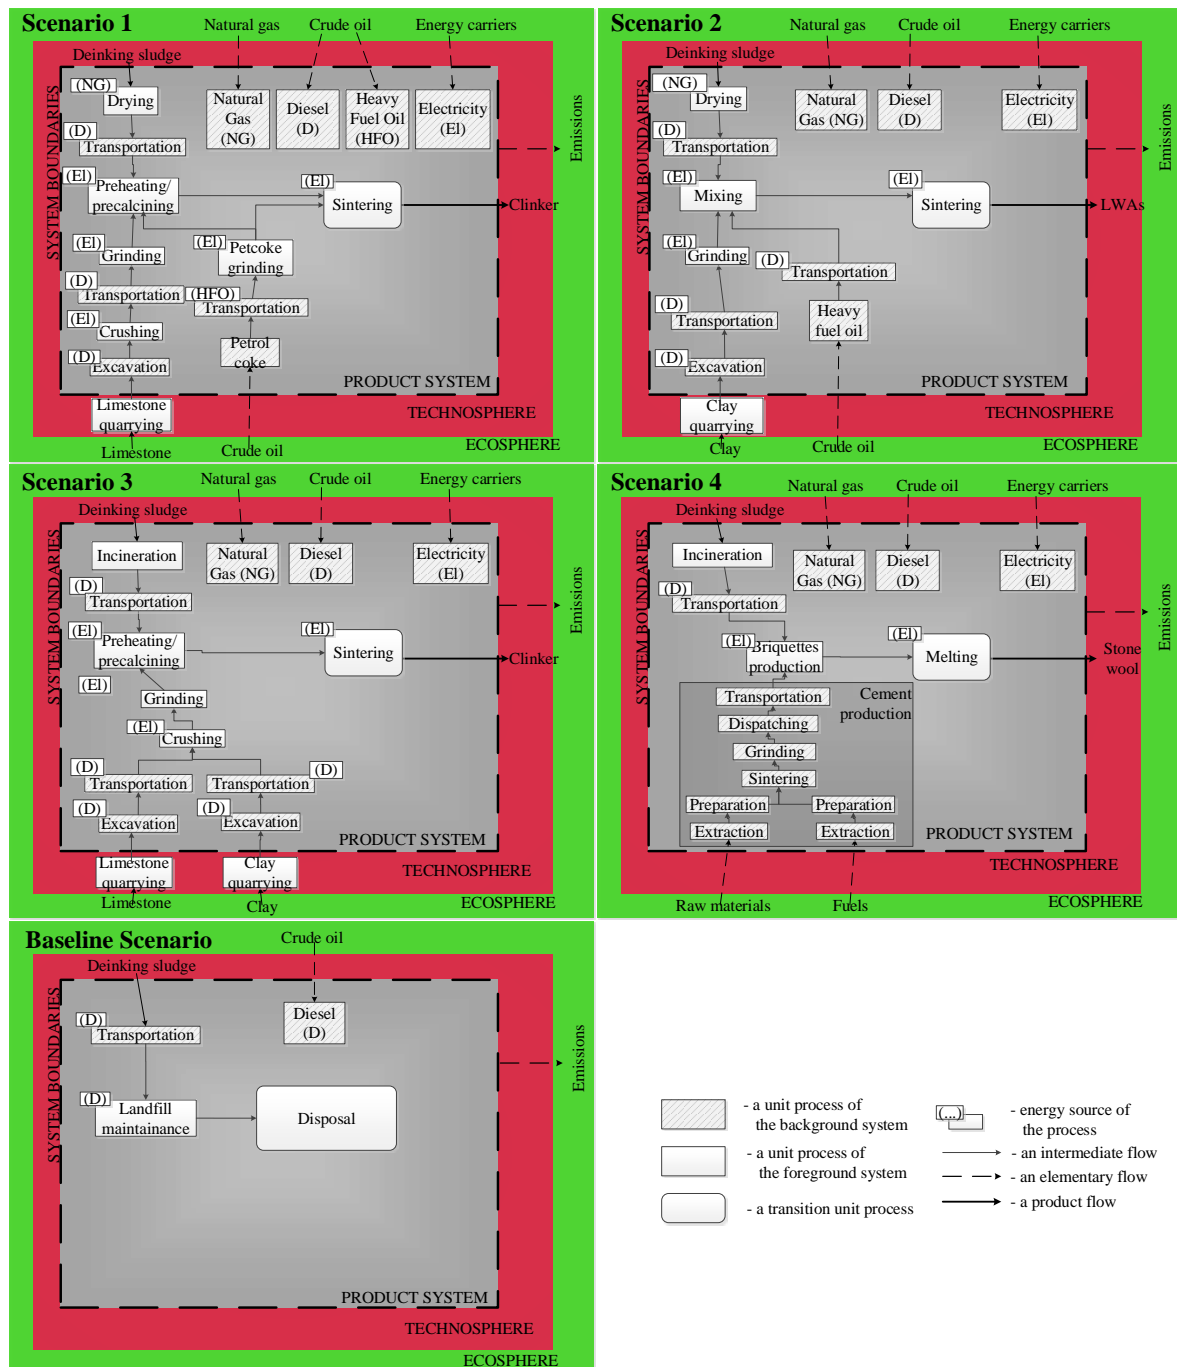 Scenario 1
Natural gas
Crude oil
Energy carriers
Deinking sludge
SYSTEM BOUNDARIES
(NG)
Drying
(D)
Transportation
(El)
Preheating/
precalcining
(El)
Grinding
(D)
Transportation
(El)
Crushing
(D)
Excavation
Limestone
quarrying
Limestone
Natural
Gas
(NG)
Diesel
(D)
Heavy
Fuel Oil
(HFO)
Electricity
(El)
(El)
Sintering
(El)
Petcoke
grinding
(HFO)
Transportation
Petrol
coke
Crude oil
Emissions
Clinker
PRODUCT SYSTEM
TECHNOSPHERE
ECOSPHERE
Scenario 2
Natural gas
Crude oil
Energy carriers
Deinking sludge
SYSTEM BOUNDARIES
(NG)
Drying
(D)
Transportation
(El)
Mixing
(El)
Grinding
(D)
Transportation
(D)
Excavation
Clay
quarrying
Clay
Natural
Gas (NG)
Diesel
(D)
Electricity
(El)
(El)
Sintering
(D)
Transportation
Heavy
fuel oil
Crude oil
Emissions
LWAs
PRODUCT SYSTEM
TECHNOSPHERE
ECOSPHERE
Scenario 3
Natural gas
Crude oil
Energy carriers
Deinking sludge
SYSTEM BOUNDARIES
Incineration
(D)
Transportation
(El)
Preheating/
precalcining
(El)
Grinding
(El)
Crushing
(D)
Transportation
Transportation
(D)
(D)
Excavation
(D)
Excavation
Limestone
quarrying
Clay
quarrying
Limestone
Clay
Natural
Gas (NG)
Diesel
(D)
Electricity
(El)
(El)
Sintering
Emissions
Clinker
PRODUCT SYSTEM
TECHNOSPHERE
ECOSPHERE
Scenario 4
Natural gas
Crude oil
Energy carriers
Deinking sludge
SYSTEM BOUNDARIES
Incineration
(D)
Transportation
(El)
Briquettes
production
Natural
Gas (NG)
Diesel
(D)
Electricity
(El)
(El)
Melting
Transportation
Cement
production
Dispatching
Grinding
Sintering
Preparation
Preparation
Extraction
Extraction
Raw materials
Fuels
Emissions
Stone
wool
PRODUCT SYSTEM
TECHNOSPHERE
ECOSPHERE
Baseline Scenario
Crude oil
Deinking sludge
SYSTEM BOUNDARIES
(D)
Transportation
Diesel
(D)
(D)
Landfill
maintainance
Disposal
Emissions
PRODUCT SYSTEM
TECHNOSPHERE
ECOSPHERE
- a unit process of
the background system
- a unit process of
the foreground system
- a transition unit process
(...)
- energy source of
the process
- an intermediate flow
- an elementary flow
- a product flow